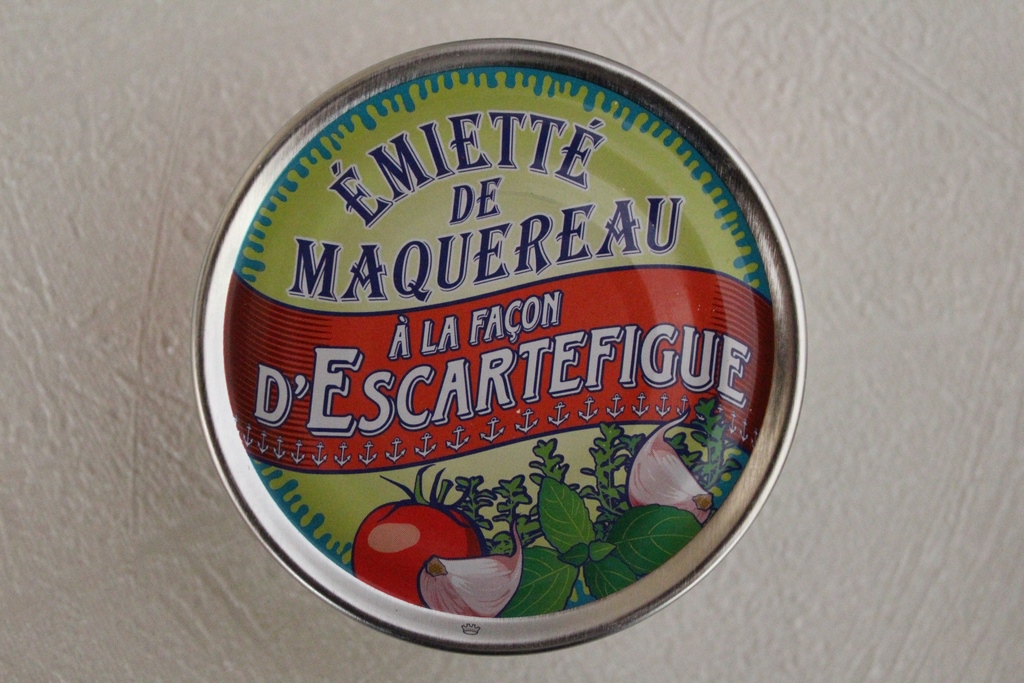 ÉMIETTÉ
DE
MAQUEREAU
À LA FAÇON
D'ESCARTEFIGUE